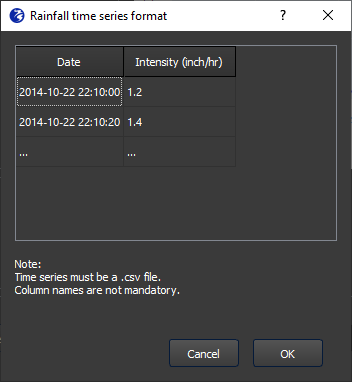 Rainfall time series format
Date Intensity (inch/hr)
2014-10-22 22:10:00 1.2
2014-10-22 22:10:20 1.4
... ...
Note:
Time series must be a .csv file.
Column names are not mandatory.
Cancel OK